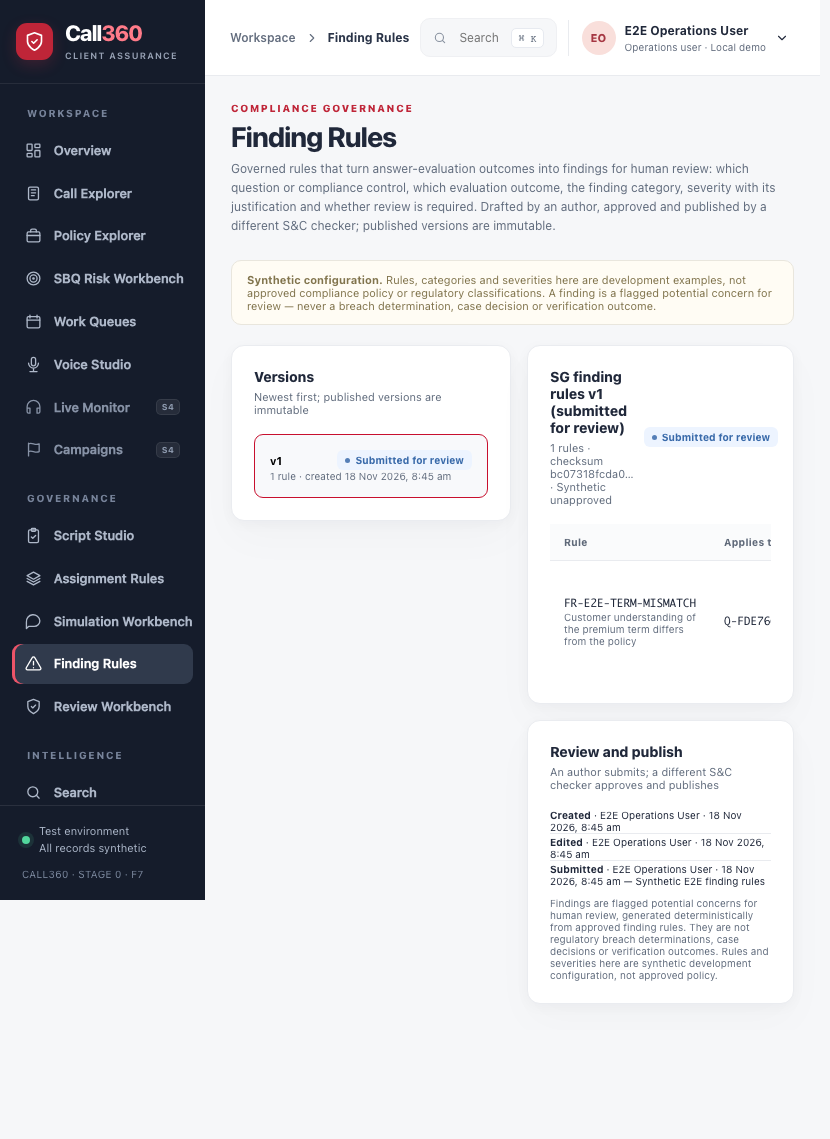 Call360
CLIENT ASSURANCE
WORKSPACE
Overview
Call Explorer
Policy Explorer
SBQ Risk Workbench
Work Queues
Voice Studio
Live Monitor S4
Campaigns S4
GOVERNANCE
Script Studio
Assignment Rules
Simulation Workbench
Finding Rules
Review Workbench
INTELLIGENCE
Search
Test environment
All records synthetic
CALL360 · STAGE 0 · F7
Workspace > Finding Rules
Search ⌘ K
EO
E2E Operations User
Operations user · Local demo
COMPLIANCE GOVERNANCE
Finding Rules
Governed rules that turn answer-evaluation outcomes into findings for human review: which
question or compliance control, which evaluation outcome, the finding category, severity with its
justification and whether review is required. Drafted by an author, approved and published by a
different S&C checker; published versions are immutable.
Synthetic configuration. Rules, categories and severities here are development examples, not
approved compliance policy or regulatory classifications. A finding is a flagged potential concern for
review — never a breach determination, case decision or verification outcome.
Versions
Newest first; published versions are
immutable
v1 Submitted for review
1 rule · created 18 Nov 2026, 8:45 am
SG finding
rules v1
(submitted
for review)
1 rules ·
checksum
bc07318fcda0…
· Synthetic
unapproved
Submitted for review
Rule Applies t
FR-E2E-TERM-MISMATCH
Customer understanding of
the premium term differs
from the policy
Q-FDE76
Review and publish
An author submits; a different S&C
checker approves and publishes
Created · E2E Operations User · 18 Nov
2026, 8:45 am
Edited · E2E Operations User · 18 Nov 2026,
8:45 am
Submitted · E2E Operations User · 18 Nov
2026, 8:45 am — Synthetic E2E finding rules
Findings are flagged potential concerns for
human review, generated deterministically
from approved finding rules. They are not
regulatory breach determinations, case
decisions or verification outcomes. Rules and
severities here are synthetic development
configuration, not approved policy.